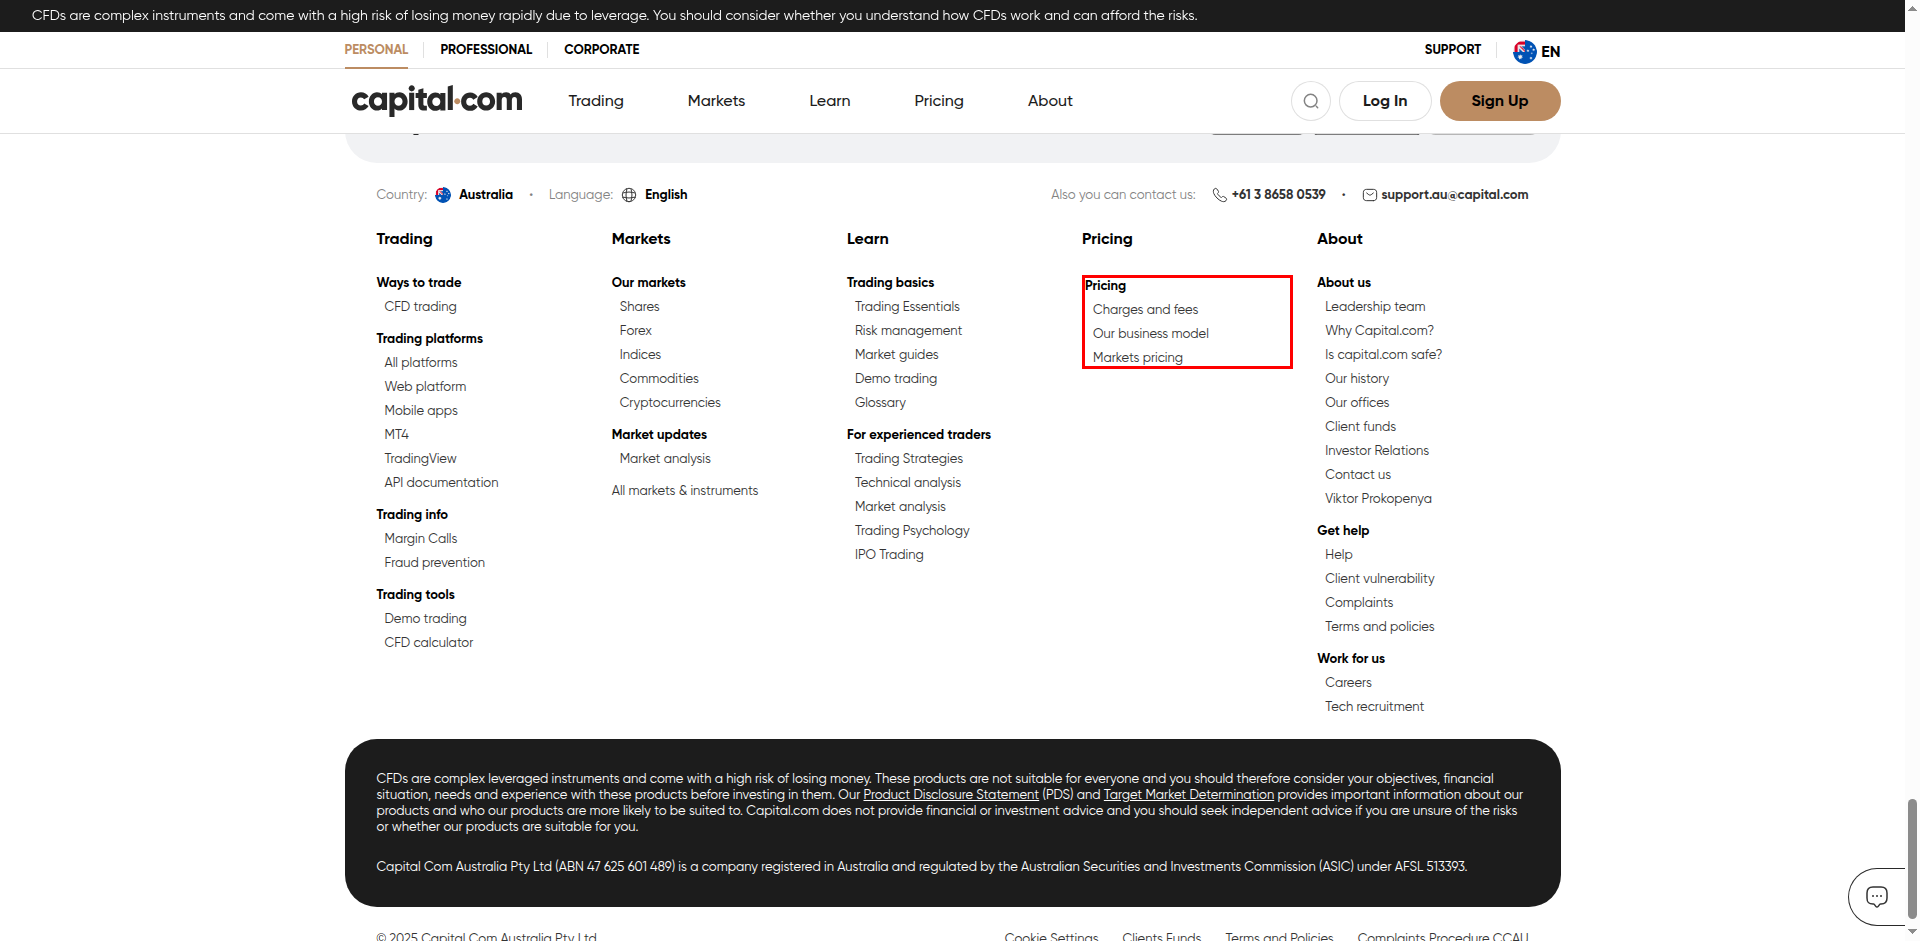 CFDs are complex instruments and come with a high risk of losing money rapidly due to leverage. You should consider whether you understand how CFDs work and can afford the risks.
PERSONAL PROFESSIONAL CORPORATE SUPPORT EN
capital.com Trading Markets Learn Pricing About Log In Sign Up
Country: Australia · Language: English Also you can contact us: +61 3 8658 0539 · support.au@capital.com
Trading
Ways to trade
CFD trading
Trading platforms
All platforms
Web platform
Mobile apps
MT4
TradingView
API documentation
Trading info
Margin Calls
Fraud prevention
Trading tools
Demo trading
CFD calculator
Markets
Our markets
Shares
Forex
Indices
Commodities
Cryptocurrencies
Market updates
Market analysis
All markets & instruments
Learn
Trading basics
Trading Essentials
Risk management
Market guides
Demo trading
Glossary
For experienced traders
Trading Strategies
Technical analysis
Market analysis
Trading Psychology
IPO Trading
Pricing
Pricing
Charges and fees
Our business model
Markets pricing
About
About us
Leadership team
Why Capital.com?
Is capital.com safe?
Our history
Our offices
Client funds
Investor Relations
Contact us
Viktor Prokopenya
Get help
Help
Client vulnerability
Complaints
Terms and policies
Work for us
Careers
Tech recruitment
CFDs are complex leveraged instruments and come with a high risk of losing money. These products are not suitable for everyone and you should therefore consider your objectives, financial
situation, needs and experience with these products before investing in them. Our Product Disclosure Statement (PDS) and Target Market Determination provides important information about our
products and who our products are more likely to be suited to. Capital.com does not provide financial or investment advice and you should seek independent advice if you are unsure of the risks
or whether our products are suitable for you.
Capital Com Australia Pty Ltd (ABN 47 625 601 489) is a company registered in Australia and regulated by the Australian Securities and Investments Commission (ASIC) under AFSL 513393.
© 2025 Capital Com Australia Pty Ltd Cookie Settings Clients Funds Terms and Policies Complaints Procedure CCAU